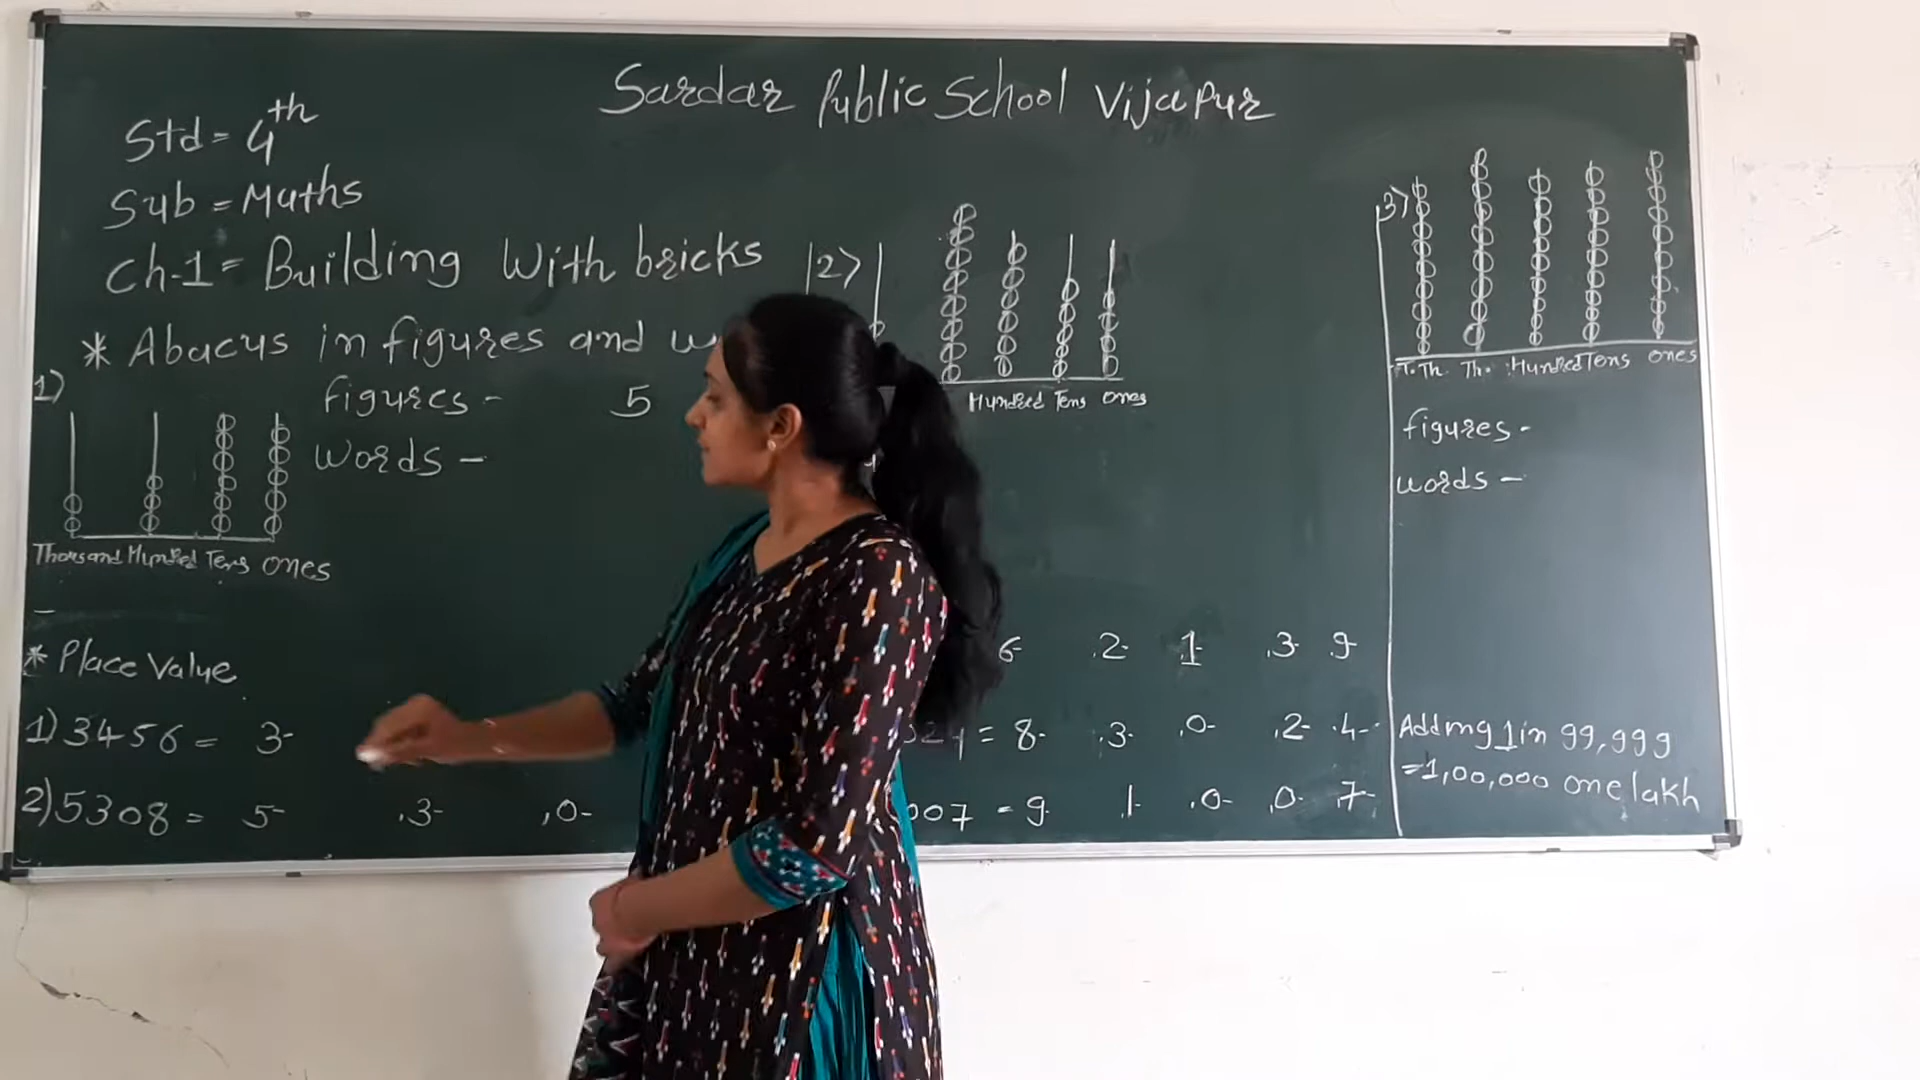 Sardar Public School Vijapur
Std = 4th
Sub = Maths
Ch-1 = Building With bricks
* Abacus in figures and
1)
figures -
5
words -
Thousand Hundred Tens ones
2)
Hundred Tens ones
3)
T.Th. Th. Hundred Tens ones
figures -
words -
* Place Value
1) 3456 = 3-
2) 5308 = 5- ,3- ,0-
6- ,2- 1- ,3- 9-
= 8- ,3- ,0- ,2- ,4-
007 = 9- ,1- ,0- ,0- ,7-
Adding 1 in 99,999
=1,00,000 one lakh